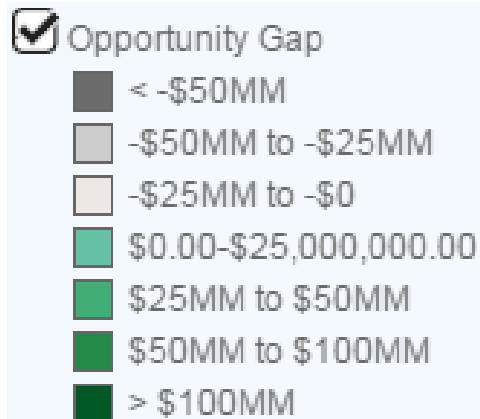 Opportunity Gap
< -$50MM
-$50MM to -$25MM
-$25MM to -$0
$0.00-$25,000,000.00
$25MM to $50MM
$50MM to $100MM
> $100MM